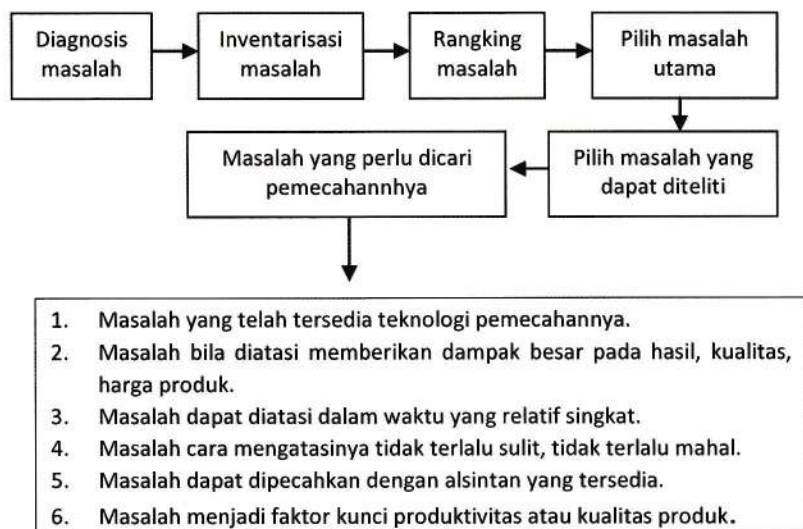 Diagnosis
masalah
Inventarisasi
masalah
Rangking
masalah
Pilih masalah
utama
Masalah yang perlu dicari
pemecahannhya
Pilih masalah yang
dapat diteliti
1. Masalah yang telah tersedia teknologi pemecahannya.
2. Masalah bila diatasi memberikan dampak besar pada hasil, kualitas,
harga produk.
3. Masalah dapat diatasi dalam waktu yang relatif singkat.
4. Masalah cara mengatasinya tidak terlalu sulit, tidak terlalu mahal.
5. Masalah dapat dipecahkan dengan alsintan yang tersedia.
6. Masalah menjadi faktor kunci produktivitas atau kualitas produk.